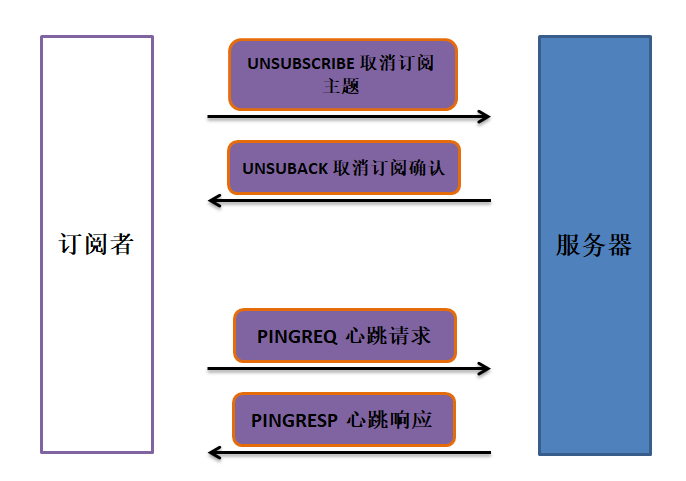 UNSUBSCRIBE 取消订阅
主题
UNSUBACK 取消订阅确认
订阅者
服务器
PINGREQ 心跳请求
PINGRESP 心跳响应